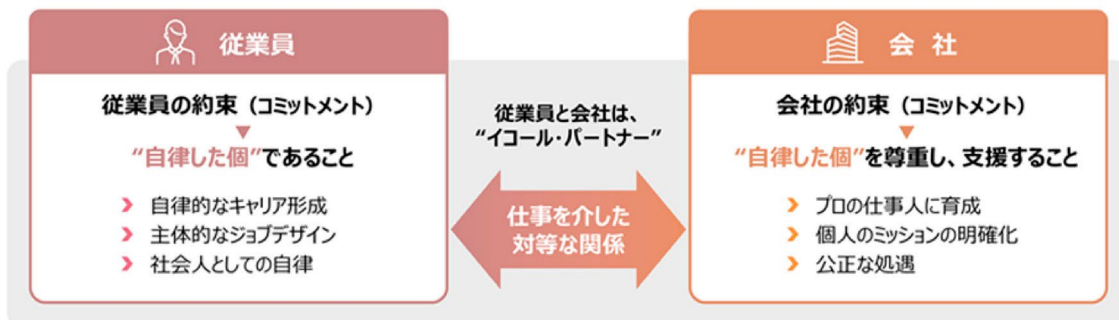 従業員
従業員の約束（コミットメント）
“自律した個”であること
自律的なキャリア形成
主体的なジョブデザイン
社会人としての自律
従業員と会社は、
“イコール・パートナー”
仕事を介した
対等な関係
会 社
会社の約束（コミットメント）
“自律した個”を尊重し、支援すること
プロの仕事人に育成
個人のミッションの明確化
公正な処遇